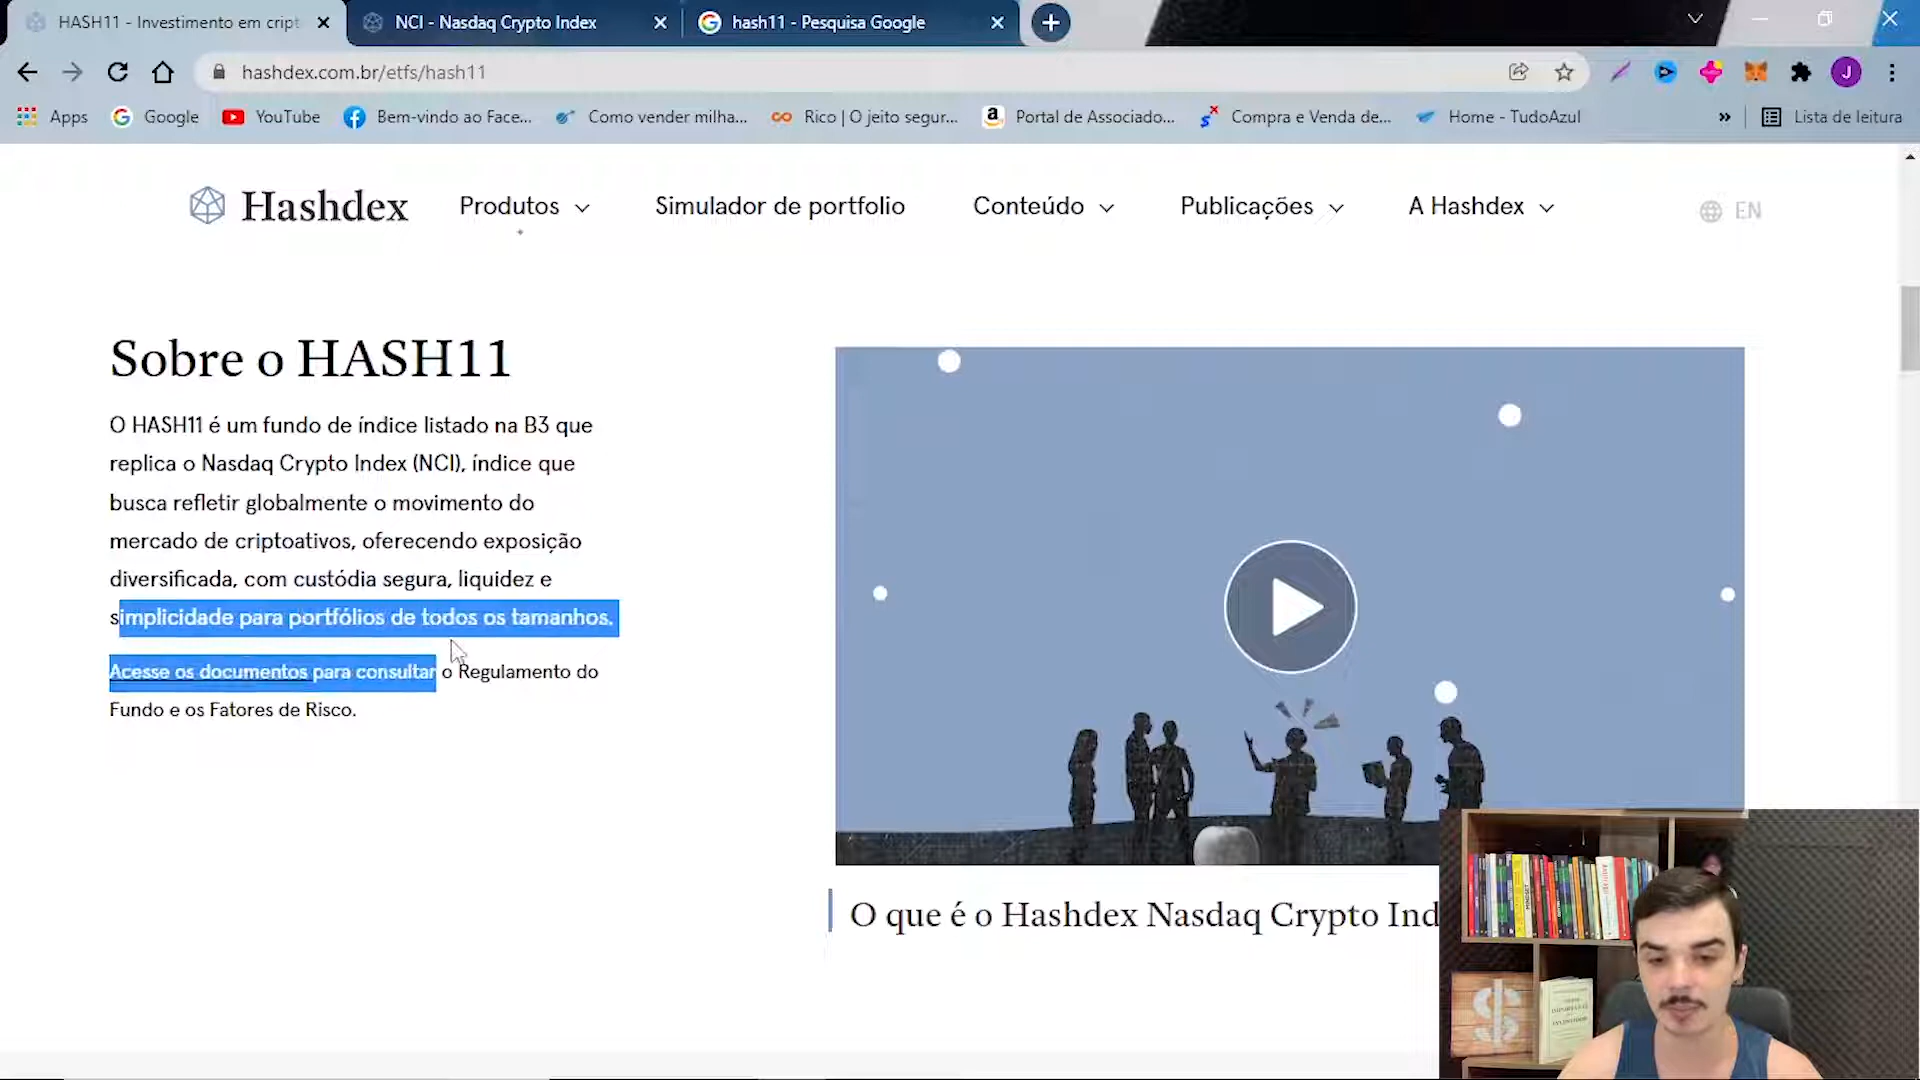 HASH11 - Investimento em cript
NCI - Nasdaq Crypto Index
hash11 - Pesquisa Google
hashdex.com.br/etfs/hash11
J
Apps
Google
YouTube
Bem-vindo ao Face...
Como vender milha...
Rico | O jeito segur...
Portal de Associado...
Compra e Venda de...
Home - TudoAzul
»
Lista de leitura
Hashdex
Produtos
Simulador de portfolio
Conteúdo
Publicações
A Hashdex
EN
Sobre o HASH11
O HASH11 é um fundo de índice listado na B3 que
replica o Nasdaq Crypto Index (NCI), índice que
busca refletir globalmente o movimento do
mercado de criptoativos, oferecendo exposição
diversificada, com custódia segura, liquidez e
simplicidade para portfólios de todos os tamanhos.
Acesse os documentos para consultar o Regulamento do
Fundo e os Fatores de Risco.
O que é o Hashdex Nasdaq Crypto Ind
$